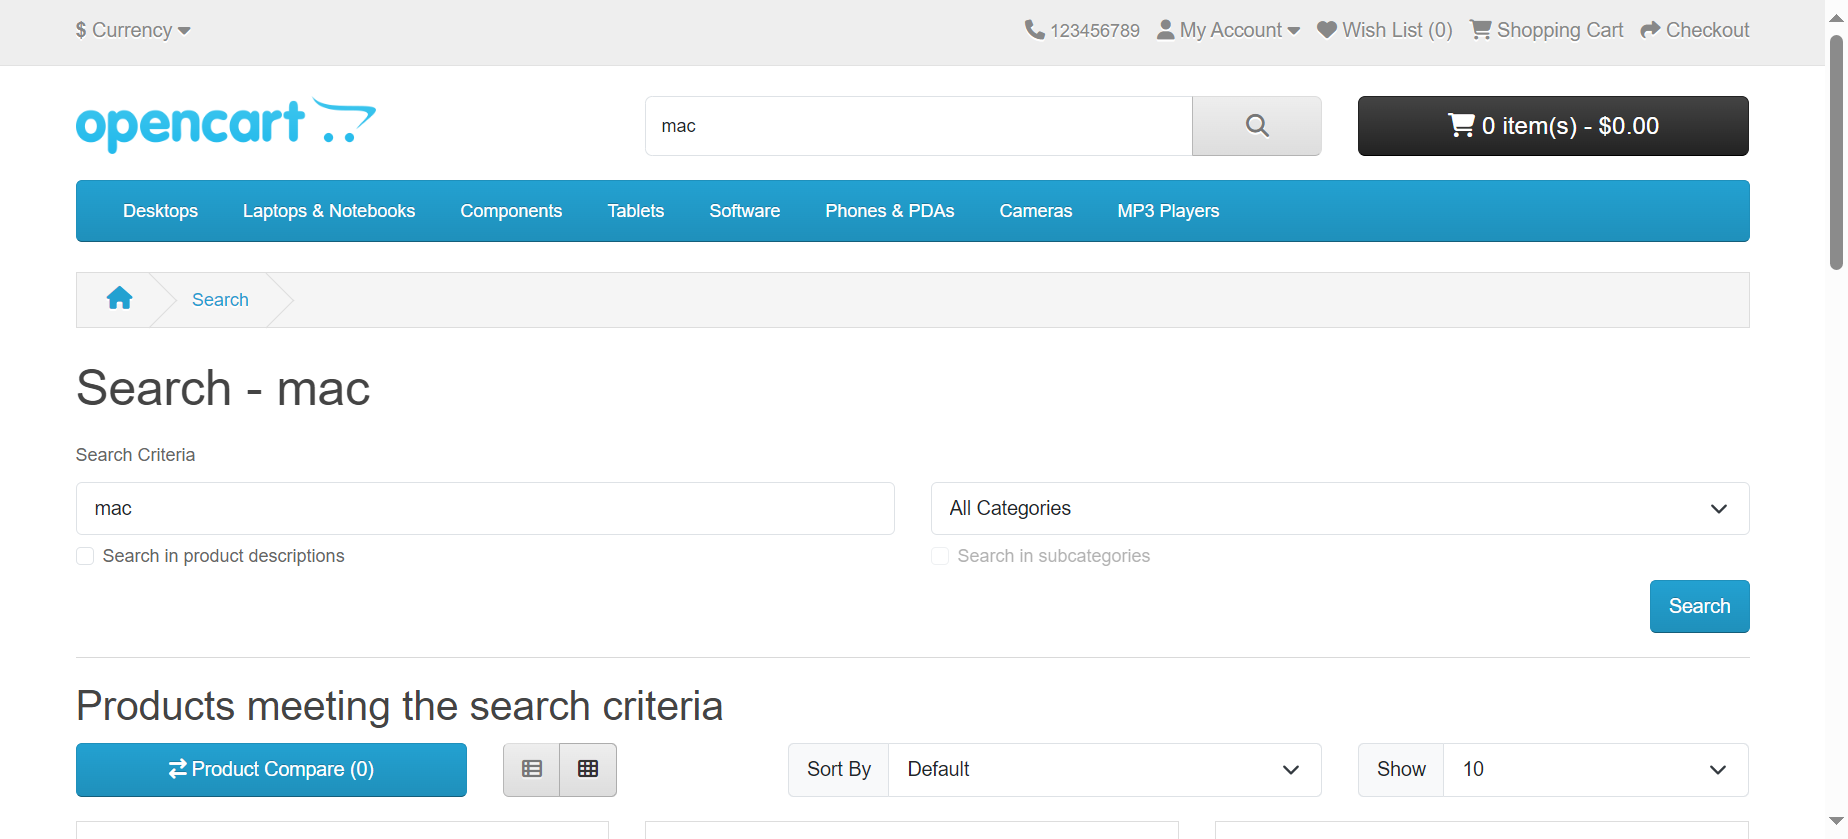 $ Currency
123456789 My Account Wish List (0) Shopping Cart Checkout
opencart
mac
0 item(s) - $0.00
Desktops Laptops & Notebooks Components Tablets Software Phones & PDAs Cameras MP3 Players
Search
Search - mac
Search Criteria
mac
All Categories
Search in product descriptions
Search in subcategories
Search
Products meeting the search criteria
Product Compare (0)
Sort By Default
Show 10